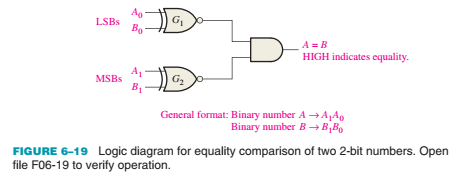 LSBs
A₀
B₀
G₁
A = B
HIGH indicates equality.
MSBs
A₁
B₁
G₂
General format: Binary number A → A₁A₀
Binary number B → B₁B₀
FIGURE 6–19 Logic diagram for equality comparison of two 2-bit numbers. Open
file F06-19 to verify operation.